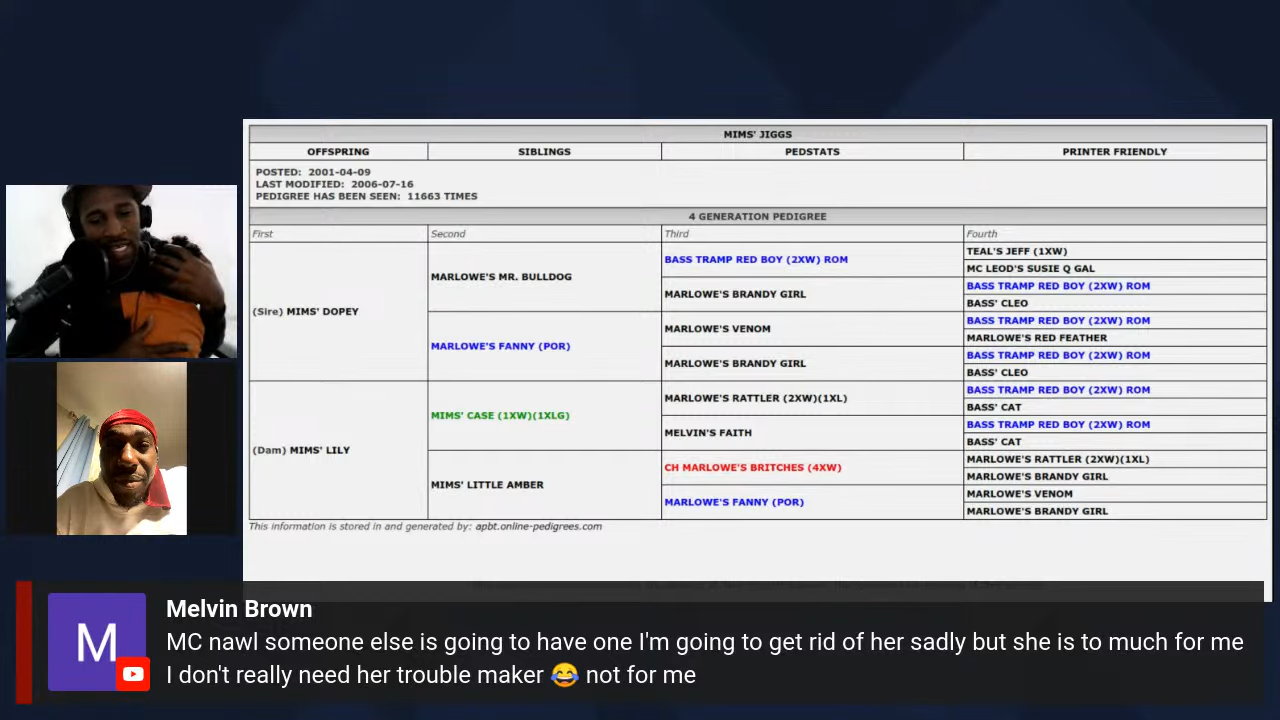 MIMS' JIGGS
OFFSPRING SIBLINGS PEDSTATS PRINTER FRIENDLY
POSTED: 2001-04-09
LAST MODIFIED: 2006-07-16
PEDIGREE HAS BEEN SEEN: 11663 TIMES
4 GENERATION PEDIGREE
First Second Third Fourth
(Sire) MIMS' DOPEY
MARLOWE'S MR. BULLDOG
BASS TRAMP RED BOY (2XW) ROM
TEAL'S JEFF (1XW)
MC LEOD'S SUSIE Q GAL
MARLOWE'S BRANDY GIRL
BASS TRAMP RED BOY (2XW) ROM
BASS' CLEO
MARLOWE'S FANNY (POR)
MARLOWE'S VENOM
BASS TRAMP RED BOY (2XW) ROM
MARLOWE'S RED FEATHER
MARLOWE'S BRANDY GIRL
BASS TRAMP RED BOY (2XW) ROM
BASS' CLEO
(Dam) MIMS' LILY
MIMS' CASE (1XW)(1XLG)
MARLOWE'S RATTLER (2XW)(1XL)
BASS TRAMP RED BOY (2XW) ROM
BASS' CAT
MELVIN'S FAITH
BASS TRAMP RED BOY (2XW) ROM
BASS' CAT
MIMS' LITTLE AMBER
CH MARLOWE'S BRITCHES (4XW)
MARLOWE'S RATTLER (2XW)(1XL)
MARLOWE'S BRANDY GIRL
MARLOWE'S FANNY (POR)
MARLOWE'S VENOM
MARLOWE'S BRANDY GIRL
This information is stored in and generated by: apbt.online-pedigrees.com
M
Melvin Brown
MC nawl someone else is going to have one I'm going to get rid of her sadly but she is to much for me
I don't really need her trouble maker 😂 not for me